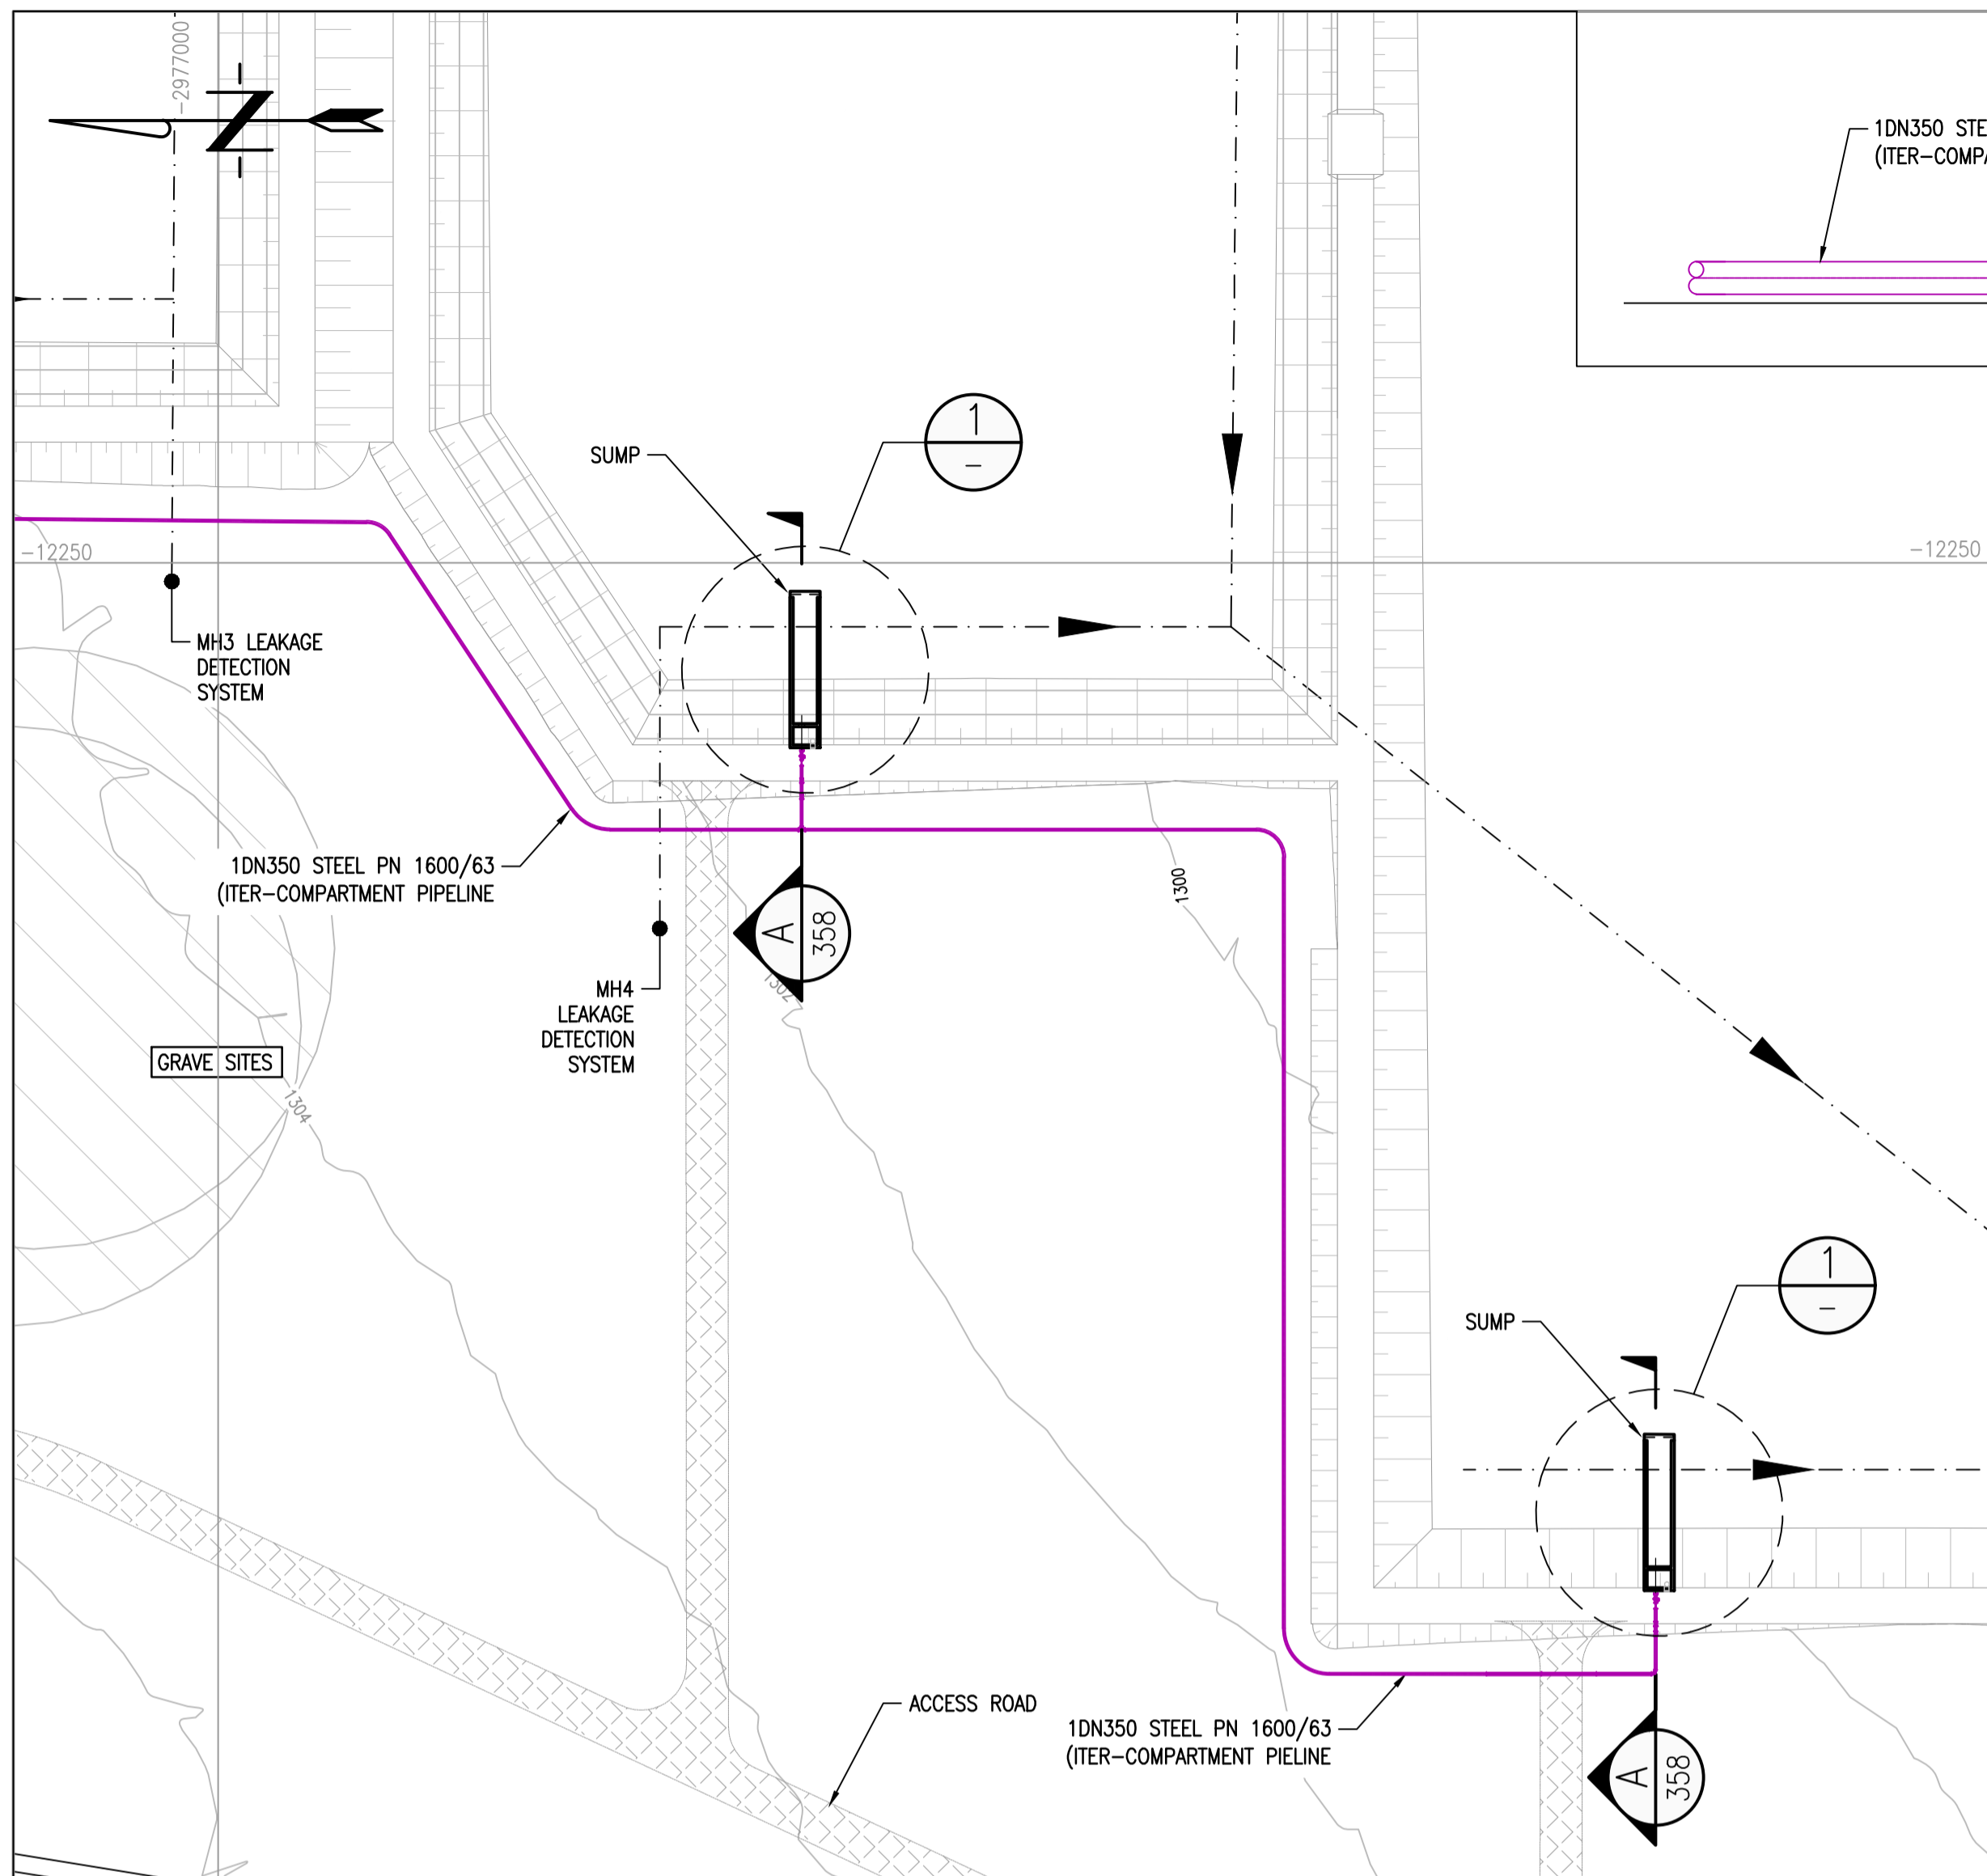 -2977000
N
1DN350 STE
(ITER-COMPA
1
-
SUMP
-12250
-12250
MH3 LEAKAGE
DETECTION
SYSTEM
1DN350 STEEL PN 1600/63
(ITER-COMPARTMENT PIPELINE
1300
A
358
1302
MH4
LEAKAGE
DETECTION
SYSTEM
GRAVE SITES
1304
1
-
SUMP
ACCESS ROAD
1DN350 STEEL PN 1600/63
(ITER-COMPARTMENT PIELINE
A
358